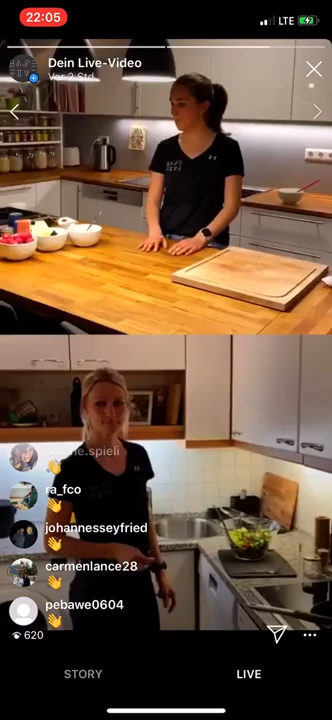 22:05
LTE
Dein Live-Video
Vor 2 Std.
ra_fco
👋
johannesseyfried
👋
carmenlance28
👋
pebawe0604
👋
620
STORY
LIVE